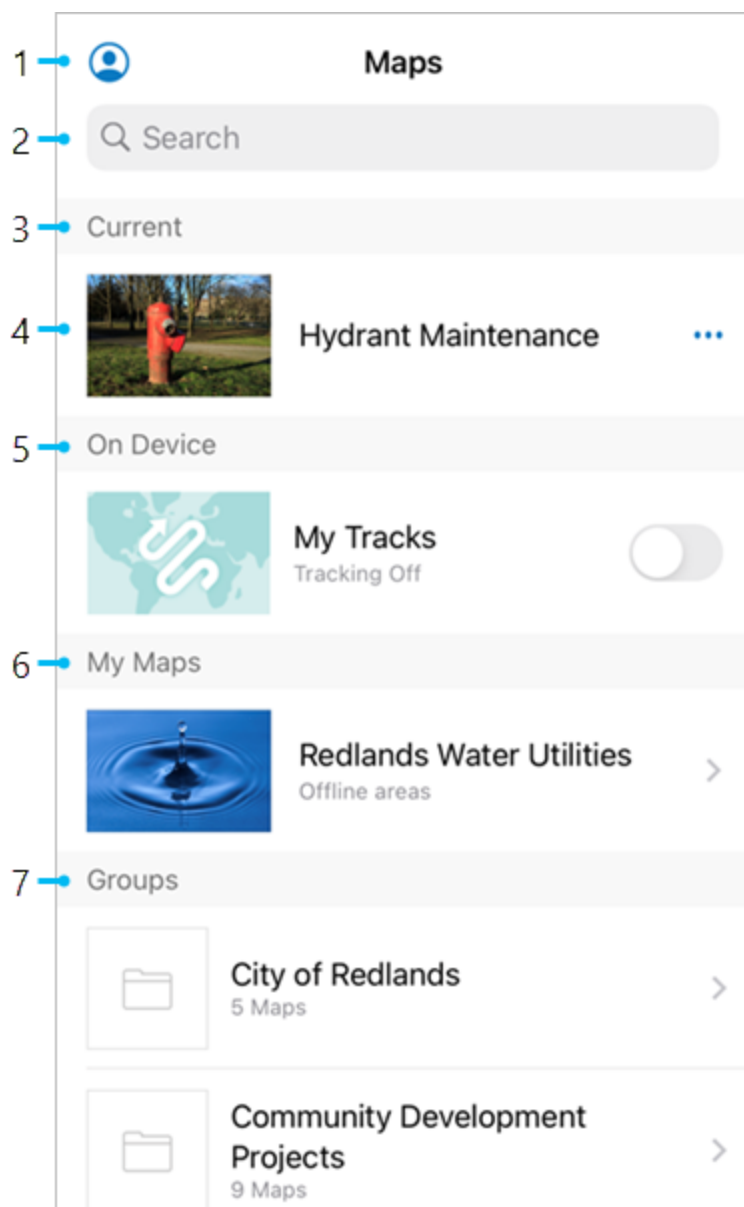 1 Maps
2 Search
3 Current
4 Hydrant Maintenance
5 On Device
My Tracks
Tracking Off
6 My Maps
Redlands Water Utilities
Offline areas
7 Groups
City of Redlands
5 Maps
Community Development
Projects
9 Maps